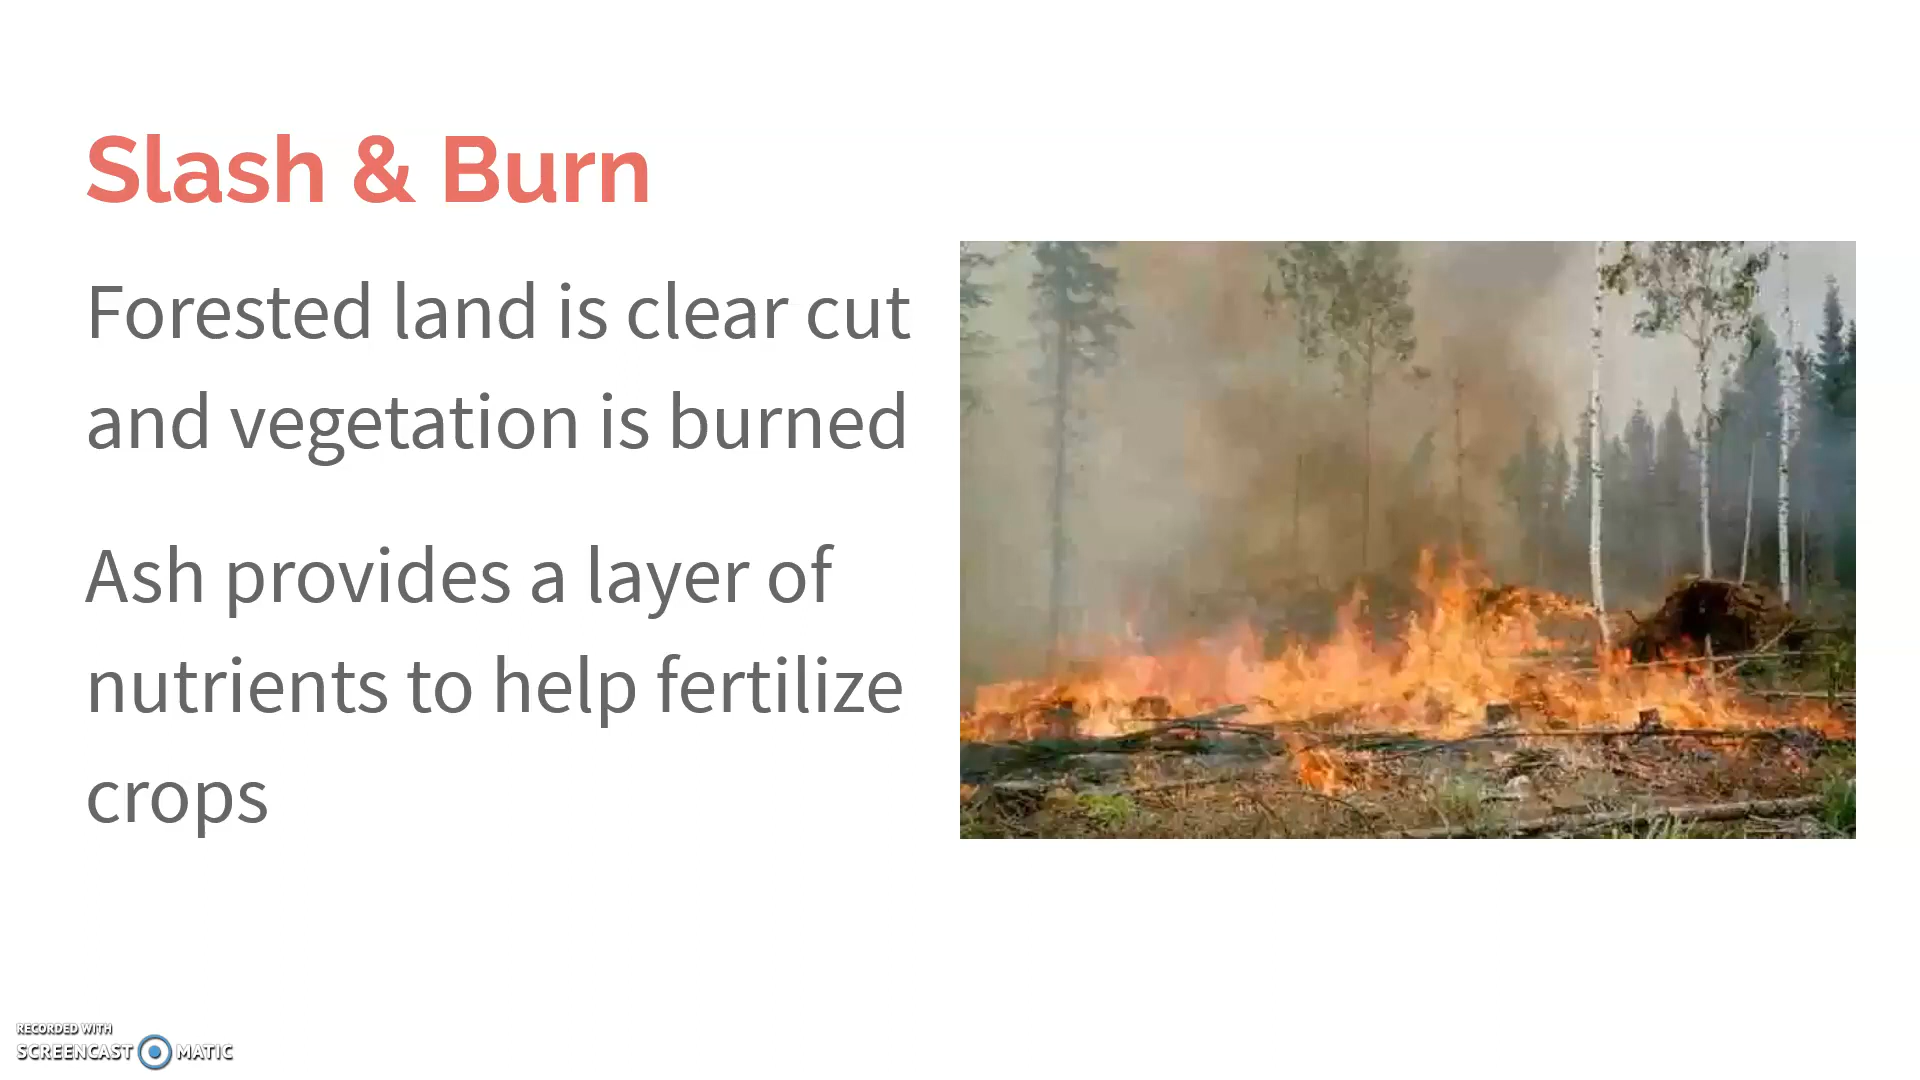 Slash & Burn
Forested land is clear cut
and vegetation is burned
Ash provides a layer of
nutrients to help fertilize
crops
RECORDED WITH
SCREENCAST MATIC